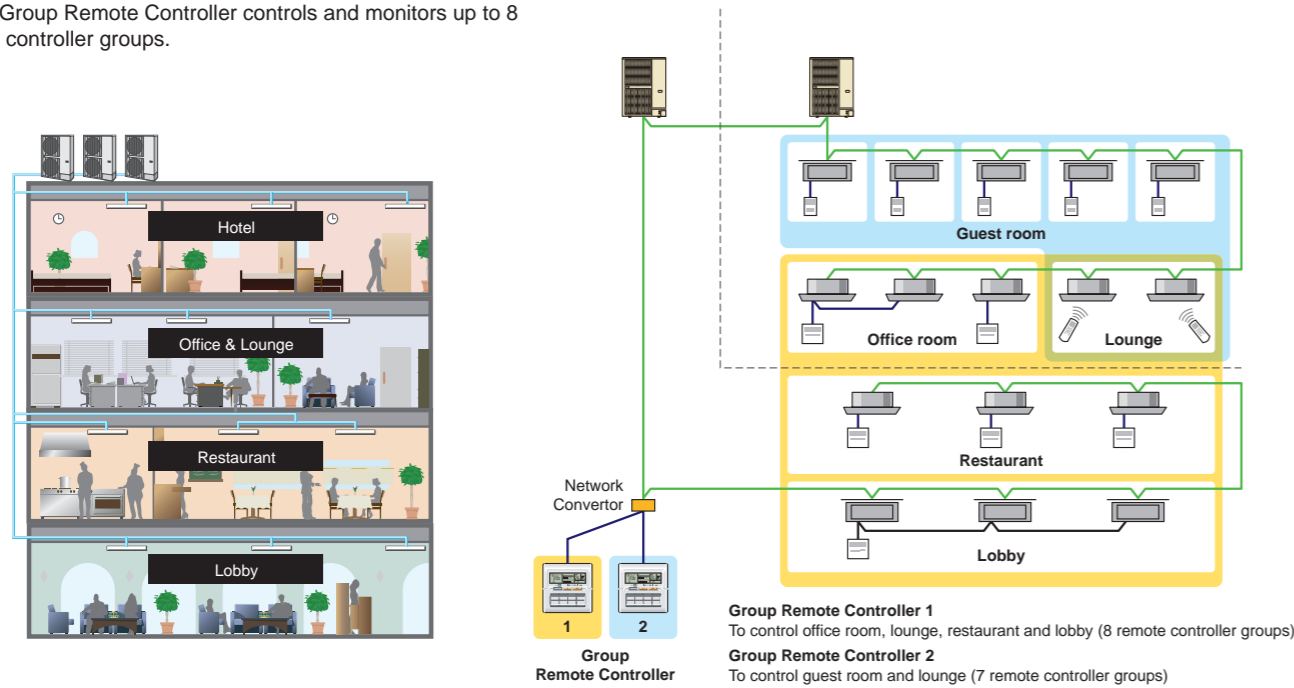 Group Remote Controller controls and monitors up to 8
controller groups.
Hotel
Office & Lounge
Restaurant
Lobby
Guest room
Office room
Lounge
Restaurant
Lobby
Network
Convertor
1
2
Group
Remote Controller
Group Remote Controller 1
To control office room, lounge, restaurant and lobby (8 remote controller groups)
Group Remote Controller 2
To control guest room and lounge (7 remote controller groups)